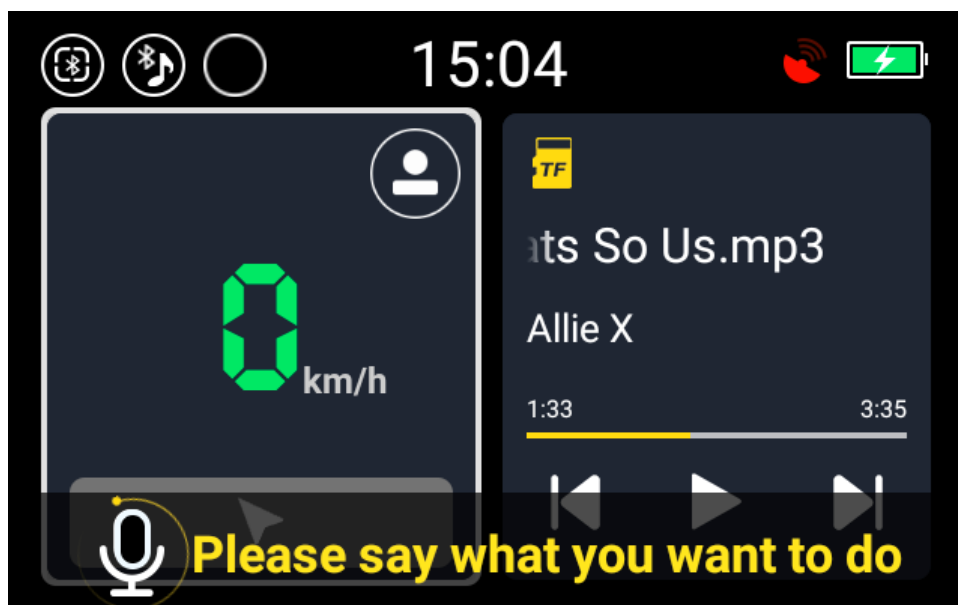 15:04
0 km/h
TF
ats So Us.mp3
Allie X
1:33 3:35
Please say what you want to do